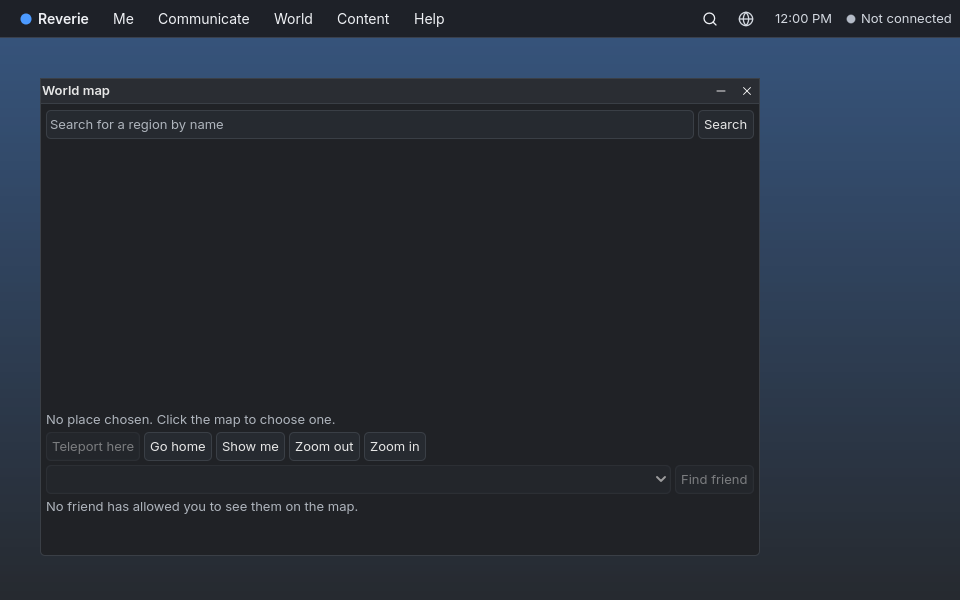 Reverie Me Communicate World Content Help 12:00 PM Not connected
World map
Search for a region by name Search
No place chosen. Click the map to choose one.
Teleport here Go home Show me Zoom out Zoom in
Find friend
No friend has allowed you to see them on the map.